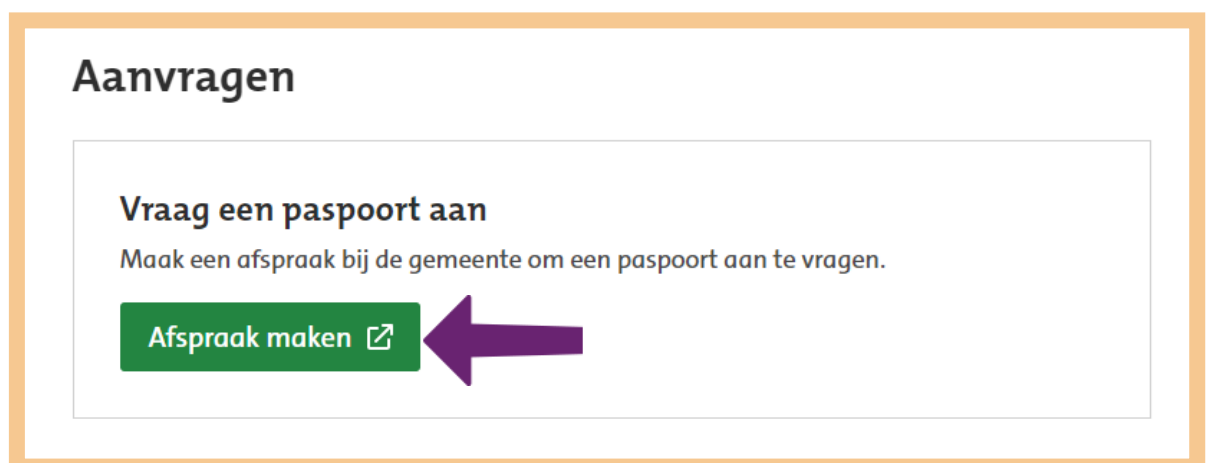 Aanvragen
Vraag een paspoort aan
Maak een afspraak bij de gemeente om een paspoort aan te vragen.
Afspraak maken